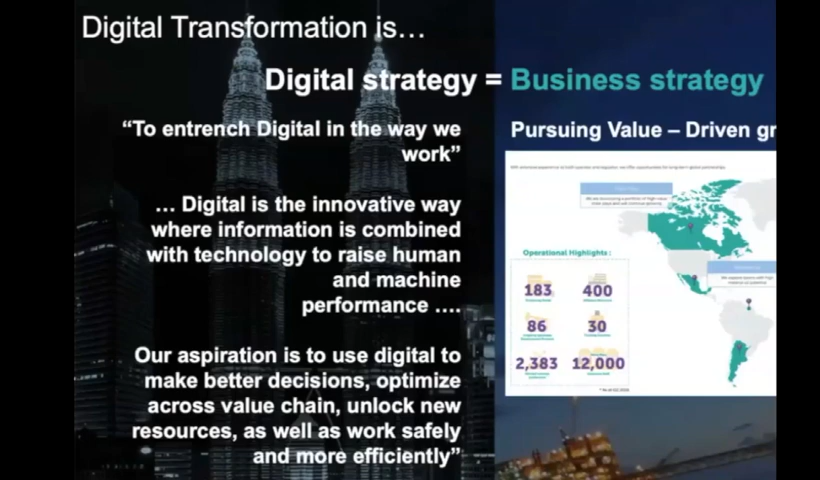 Digital Transformation is…
Digital strategy = Business strategy
“To entrench Digital in the way we
work”
… Digital is the innovative way
where information is combined
with technology to raise human
and machine
performance ….
Our aspiration is to use digital to
make better decisions, optimize
across value chain, unlock new
resources, as well as work safely
and more efficiently”
Pursuing Value – Driven gr
Operational Highlights :
183
400
86
30
2,383
12,000